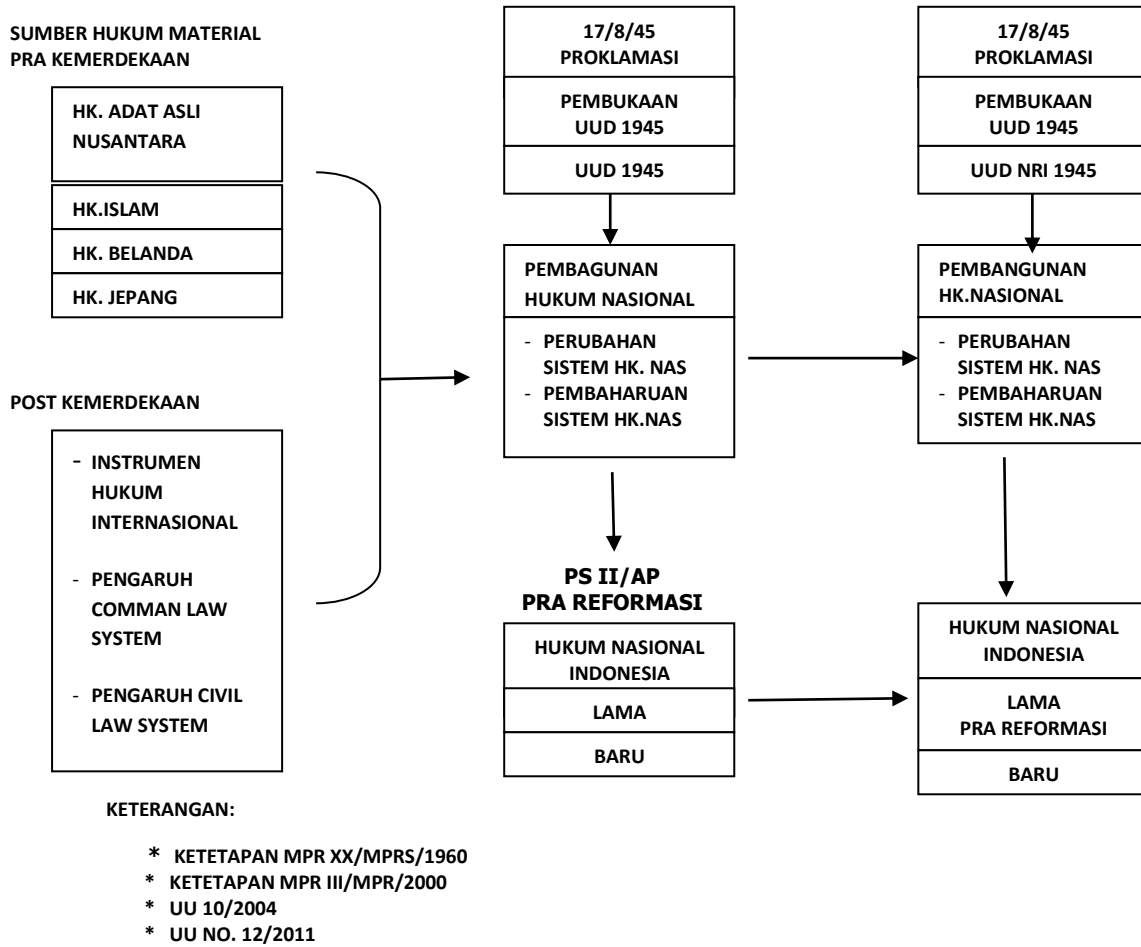 SUMBER HUKUM MATERIAL
PRA KEMERDEKAAN
HK. ADAT ASLI
NUSANTARA
HK.ISLAM
HK. BELANDA
HK. JEPANG
POST KEMERDEKAAN
- INSTRUMEN
HUKUM
INTERNASIONAL
- PENGARUH
COMMAN LAW
SYSTEM
- PENGARUH CIVIL
LAW SYSTEM
17/8/45
PROKLAMASI
PEMBUKAAN
UUD 1945
UUD 1945
PEMBAGUNAN
HUKUM NASIONAL
- PERUBAHAN
SISTEM HK. NAS
- PEMBAHARUAN
SISTEM HK.NAS
PS II/AP
PRA REFORMASI
HUKUM NASIONAL
INDONESIA
LAMA
BARU
17/8/45
PROKLAMASI
PEMBUKAAN
UUD 1945
UUD NRI 1945
PEMBANGUNAN
HK.NASIONAL
- PERUBAHAN
SISTEM HK. NAS
- PEMBAHARUAN
SISTEM HK.NAS
HUKUM NASIONAL
INDONESIA
LAMA
PRA REFORMASI
BARU
KETERANGAN:
* KETETAPAN MPR XX/MPRS/1960
* KETETAPAN MPR III/MPR/2000
* UU 10/2004
* UU NO. 12/2011